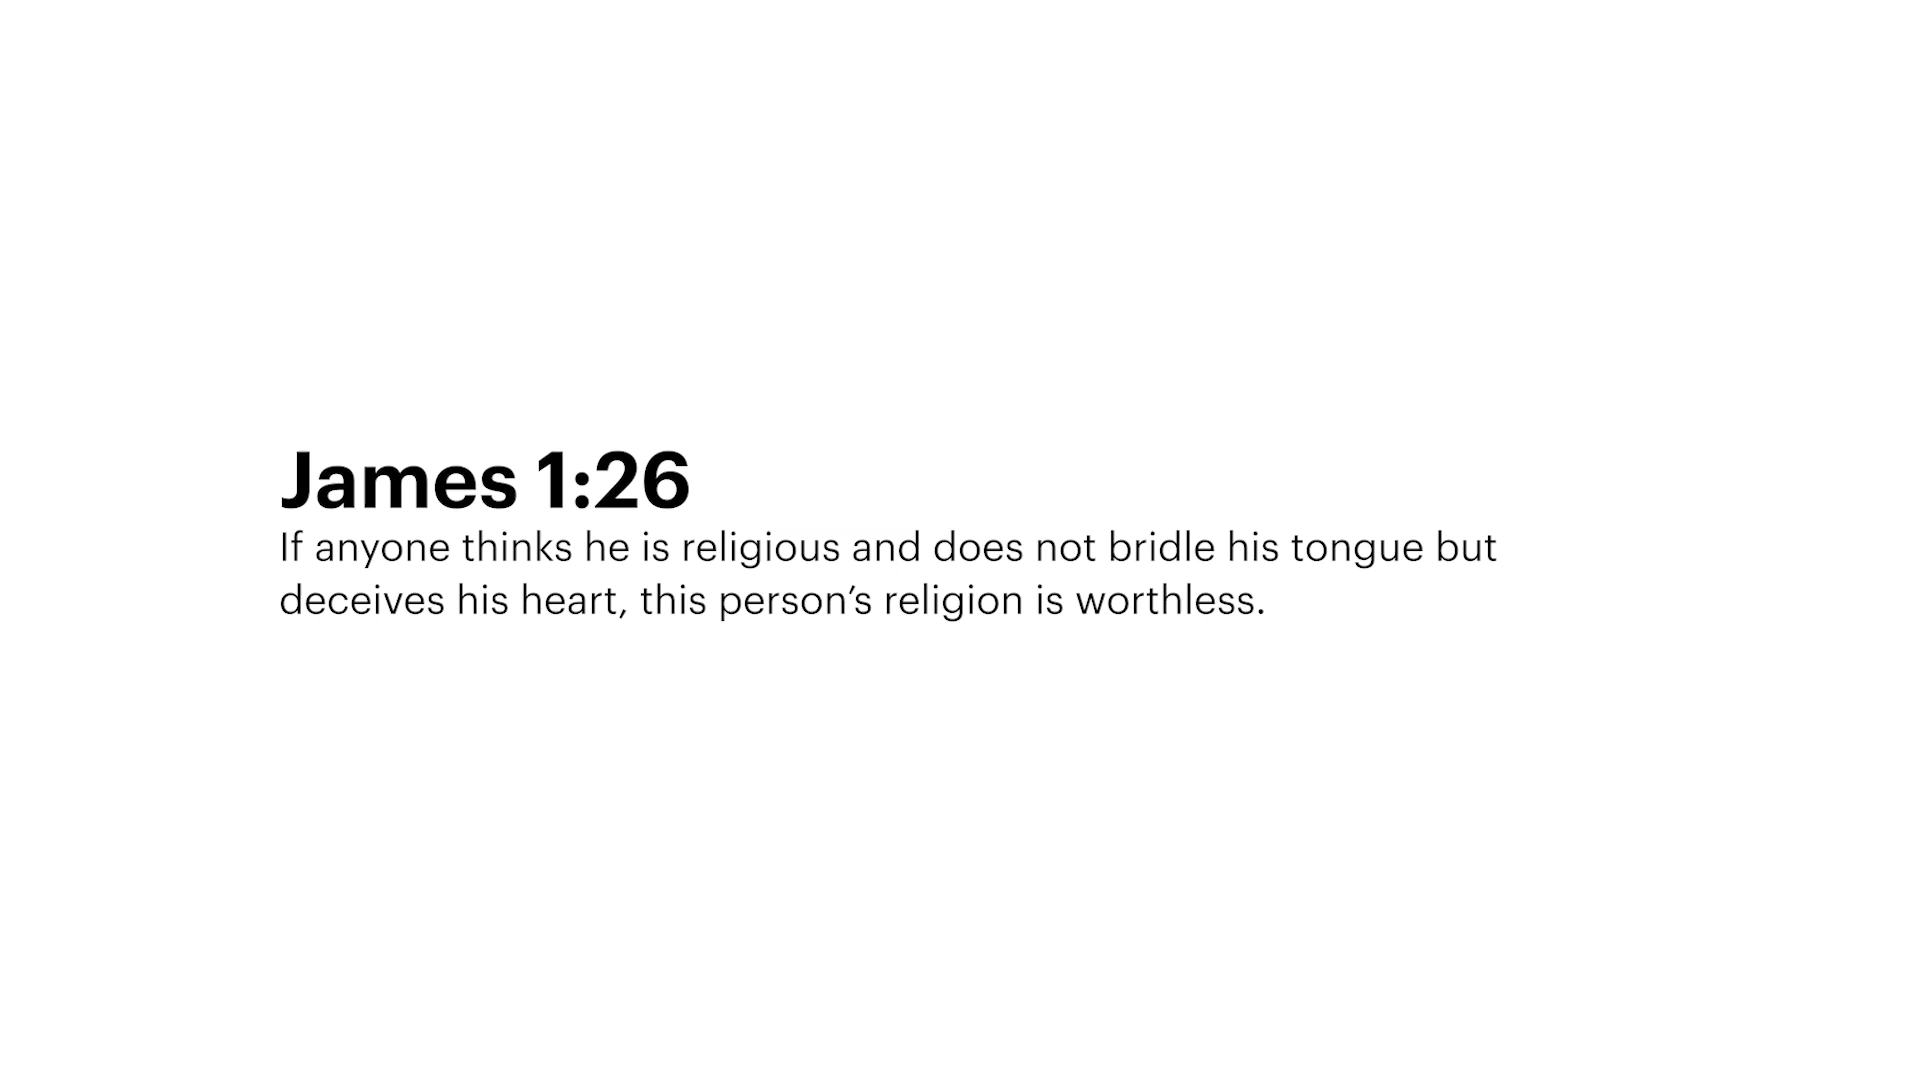 James 1:26
If anyone thinks he is religious and does not bridle his tongue but
deceives his heart, this person’s religion is worthless.